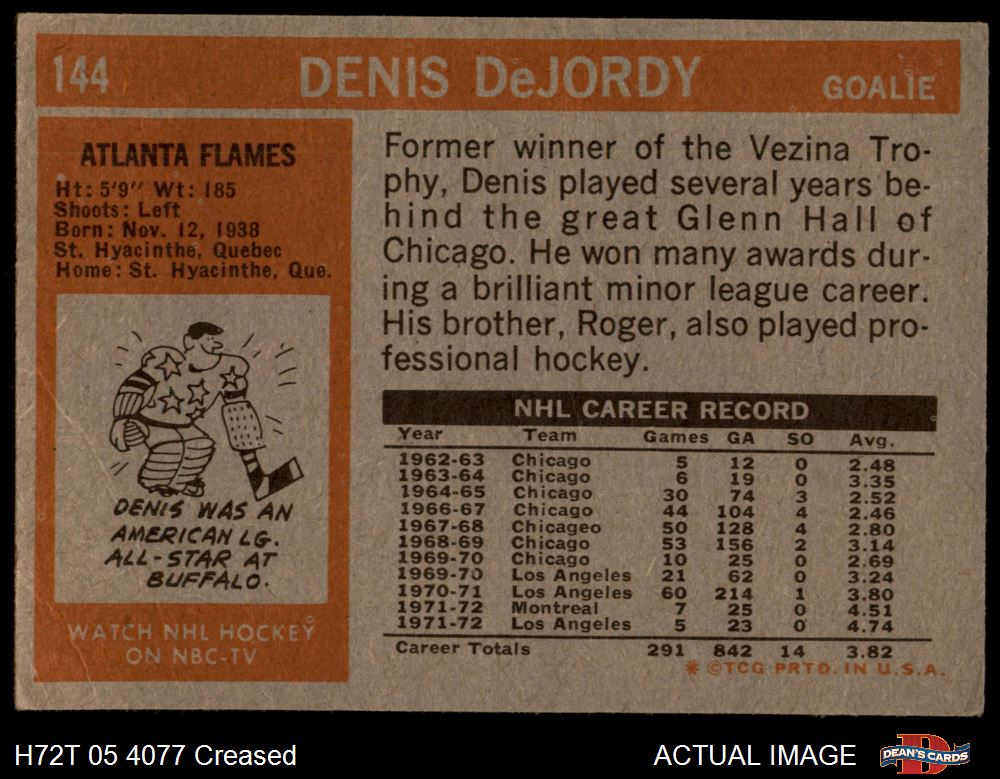 144 DENIS DeJORDY GOALIE
ATLANTA FLAMES
Ht: 5'9" Wt: 185
Shoots: Left
Born: Nov. 12, 1938
St. Hyacinthe, Quebec
Home: St. Hyacinthe, Que.
DENIS WAS AN
AMERICAN LG.
ALL-STAR AT
BUFFALO.
WATCH NHL HOCKEY
ON NBC-TV
Former winner of the Vezina Tro-
phy, Denis played several years be-
hind the great Glenn Hall of
Chicago. He won many awards dur-
ing a brilliant minor league career.
His brother, Roger, also played pro-
fessional hockey.
NHL CAREER RECORD
Year Team Games GA SO Avg.
1962-63 Chicago 5 12 0 2.48
1963-64 Chicago 6 19 0 3.35
1964-65 Chicago 30 74 3 2.52
1966-67 Chicago 44 104 4 2.46
1967-68 Chicageo 50 128 4 2.80
1968-69 Chicago 53 156 2 3.14
1969-70 Chicago 10 25 0 2.69
1969-70 Los Angeles 21 62 0 3.24
1970-71 Los Angeles 60 214 1 3.80
1971-72 Montreal 7 25 0 4.51
1971-72 Los Angeles 5 23 0 4.74
Career Totals 291 842 14 3.82
* ©TCG PRTD. IN U.S.A.
H72T 05 4077 Creased ACTUAL IMAGE DEAN'S CARDS